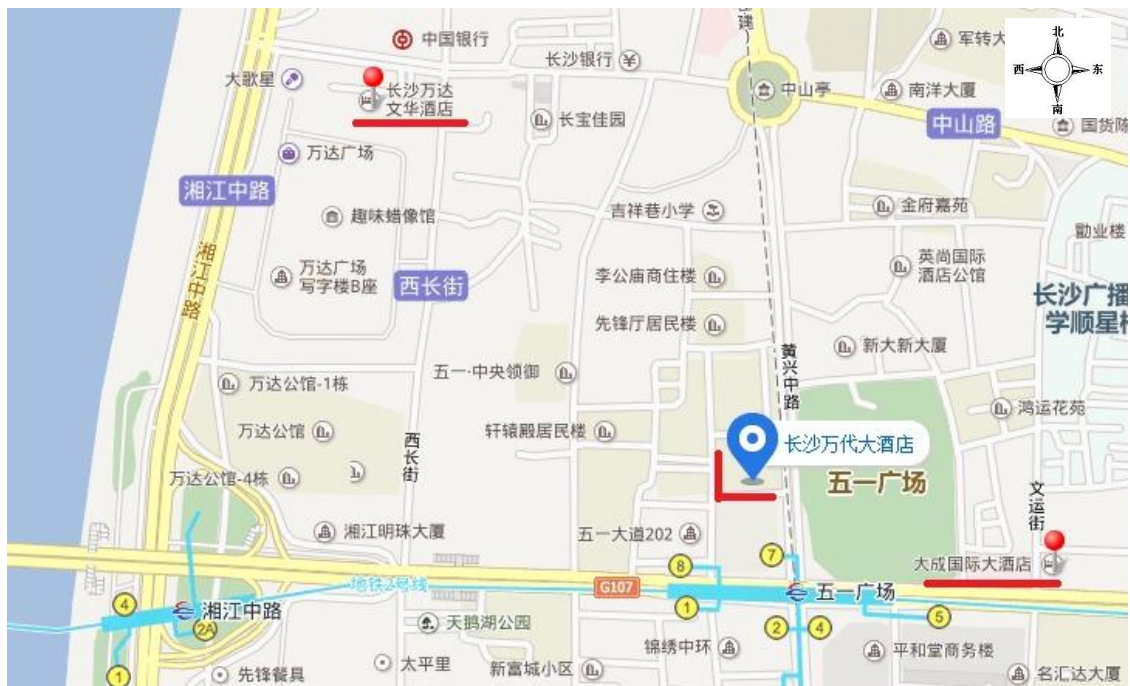 中国银行
长沙银行
军转大
北
西
东
南
大歌星
长沙万达
文华酒店
中山亭
南洋大厦
长宝佳园
中山路
国货陈
万达广场
湘江中路
趣味蜡像馆
吉祥巷小学
金府嘉苑
勸业楼
湘江中路
万达广场
写字楼B座
西长街
李公庙商住楼
英尚国际
酒店公馆
长沙广播
学顺星桥
先锋厅居民楼
黄兴中路
新大新大厦
万达公馆-1栋
五一·中央领御
鸿运花苑
万达公馆
西长街
轩辕殿居民楼
长沙万代大酒店
万达公馆-4栋
五一广场
文运街
湘江明珠大厦
五一大道202
大成国际大酒店
7
8
地铁2号线
G107
五一广场
4
湘江中路
1
5
2A
天鹅湖公园
2
4
锦绣中环
平和堂商务楼
1
先锋餐具
太平里
新富城小区
名汇达大厦